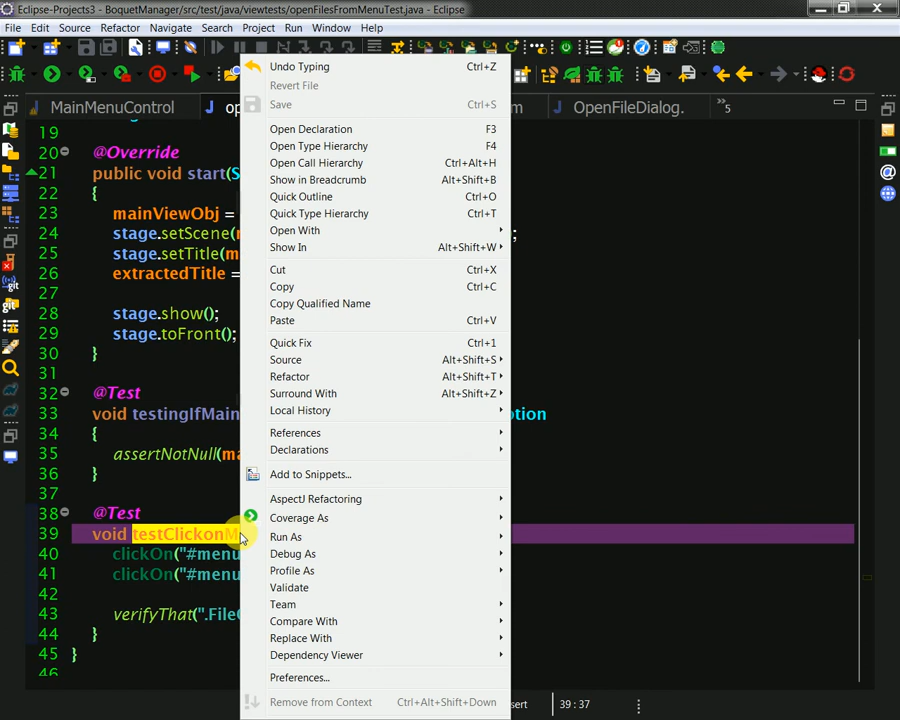 Eclipse-Projects3 - BoquetManager/src/test/java/viewtests/openFilesFromMenuTest.java - Eclipse
File Edit Source Refactor Navigate Search Project Run Window Help
MainMenuControl
OpenFileDialog.
5
19
20 @Override
21 public void start(S
22 {
23 mainViewObj =
24 stage.setScene( ;
25 stage.setTitle(
26 extractedTitle =
27
28 stage.show();
29 stage.toFront();
30 }
31
32 @Test
33 void testingIfMain
34 {
35 assertNotNull(
36 }
37
38 @Test
39 void testClickonM
40 clickOn("#menu
41 clickOn("#menu
42
43 verifyThat(".File
44 }
45 }
46
Undo Typing Ctrl+Z
Revert File
Save Ctrl+S
Open Declaration F3
Open Type Hierarchy F4
Open Call Hierarchy Ctrl+Alt+H
Show in Breadcrumb Alt+Shift+B
Quick Outline Ctrl+O
Quick Type Hierarchy Ctrl+T
Open With
Show In Alt+Shift+W
Cut Ctrl+X
Copy Ctrl+C
Copy Qualified Name
Paste Ctrl+V
Quick Fix Ctrl+1
Source Alt+Shift+S
Refactor Alt+Shift+T
Surround With Alt+Shift+Z
Local History
References
Declarations
Add to Snippets...
AspectJ Refactoring
Coverage As
Run As
Debug As
Profile As
Validate
Team
Compare With
Replace With
Dependency Viewer
Preferences...
Remove from Context Ctrl+Alt+Shift+Down
39 : 37